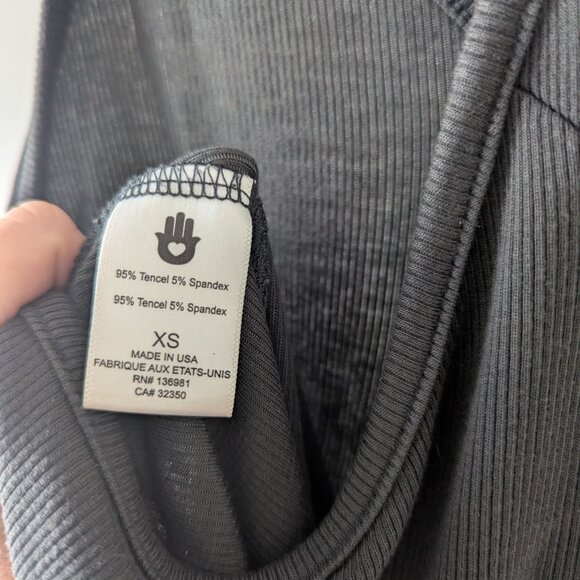 95% Tencel 5% Spandex
95% Tencel 5% Spandex
XS
MADE IN USA
FABRIQUE AUX ETATS-UNIS
RN# 136981
CA# 32350